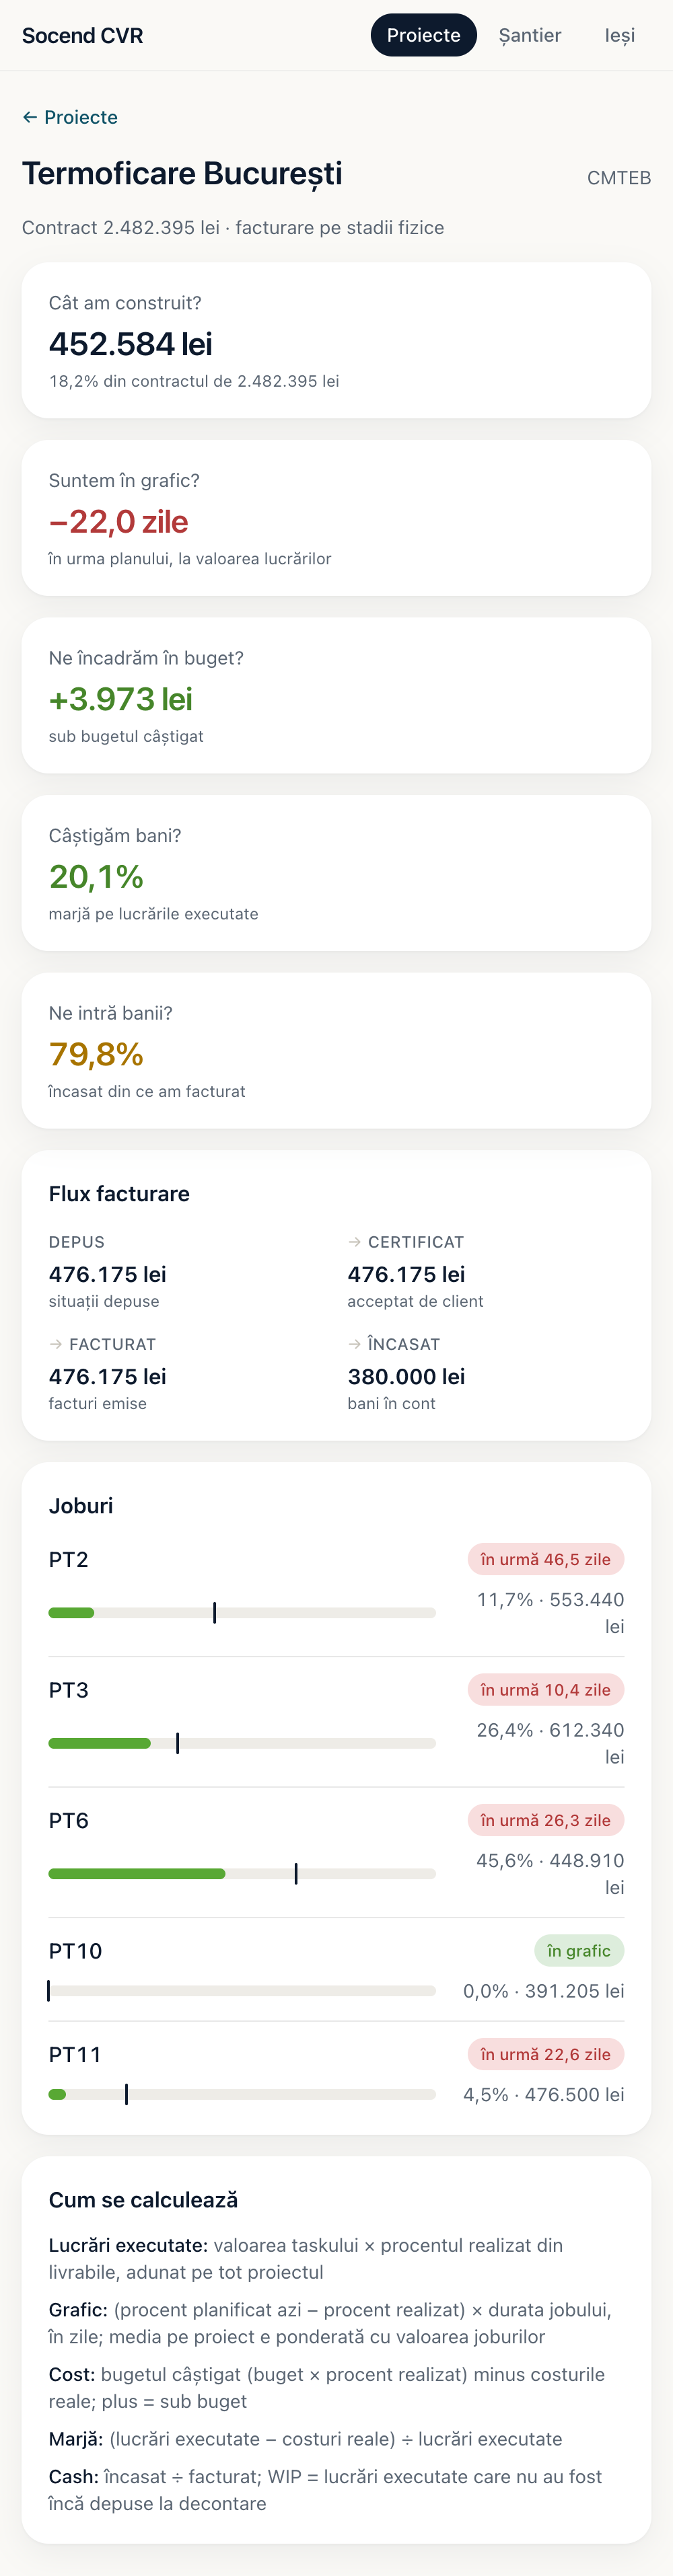 Socend CVR
Proiecte
Șantier
Ieși
← Proiecte
Termoficare București
CMTEB
Contract 2.482.395 lei · facturare pe stadii fizice
Cât am construit?
452.584 lei
18,2% din contractul de 2.482.395 lei
Suntem în grafic?
−22,0 zile
în urma planului, la valoarea lucrărilor
Ne încadrăm în buget?
+3.973 lei
sub bugetul câștigat
Câștigăm bani?
20,1%
marjă pe lucrările executate
Ne intră banii?
79,8%
încasat din ce am facturat
Flux facturare
DEPUS
476.175 lei
situații depuse
→ CERTIFICAT
476.175 lei
acceptat de client
→ FACTURAT
476.175 lei
facturi emise
→ ÎNCASAT
380.000 lei
bani în cont
Joburi
PT2
în urmă 46,5 zile
11,7% · 553.440
lei
PT3
în urmă 10,4 zile
26,4% · 612.340
lei
PT6
în urmă 26,3 zile
45,6% · 448.910
lei
PT10
în grafic
0,0% · 391.205 lei
PT11
în urmă 22,6 zile
4,5% · 476.500 lei
Cum se calculează
Lucrări executate: valoarea taskului × procentul realizat din
livrabile, adunat pe tot proiectul
Grafic: (procent planificat azi − procent realizat) × durata jobului,
în zile; media pe proiect e ponderată cu valoarea joburilor
Cost: bugetul câștigat (buget × procent realizat) minus costurile
reale; plus = sub buget
Marjă: (lucrări executate − costuri reale) ÷ lucrări executate
Cash: încasat ÷ facturat; WIP = lucrări executate care nu au fost
încă depuse la decontare